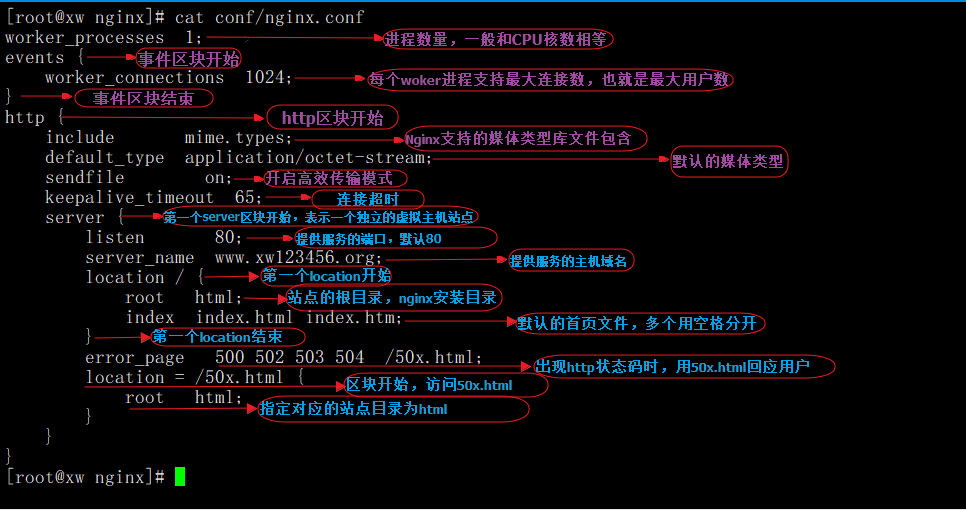 [root@xw nginx]# cat conf/nginx.conf
worker_processes  1; 进程数量，一般和CPU核数相等
events { 事件区块开始
    worker_connections  1024; 每个woker进程支持最大连接数，也就是最大用户数
} 事件区块结束
http { http区块开始
    include       mime.types; Nginx支持的媒体类型库文件包含
    default_type  application/octet-stream; 默认的媒体类型
    sendfile        on; 开启高效传输模式
    keepalive_timeout  65; 连接超时
    server { 第一个server区块开始，表示一个独立的虚拟主机站点
        listen       80; 提供服务的端口，默认80
        server_name  www.xw123456.org; 提供服务的主机域名
        location / { 第一个location开始
            root   html; 站点的根目录，nginx安装目录
            index  index.html index.htm; 默认的首页文件，多个用空格分开
        } 第一个location结束
        error_page   500 502 503 504  /50x.html; 出现http状态码时，用50x.html回应用户
        location = /50x.html { 区块开始，访问50x.html
            root   html; 指定对应的站点目录为html
        }
    }
}
[root@xw nginx]#